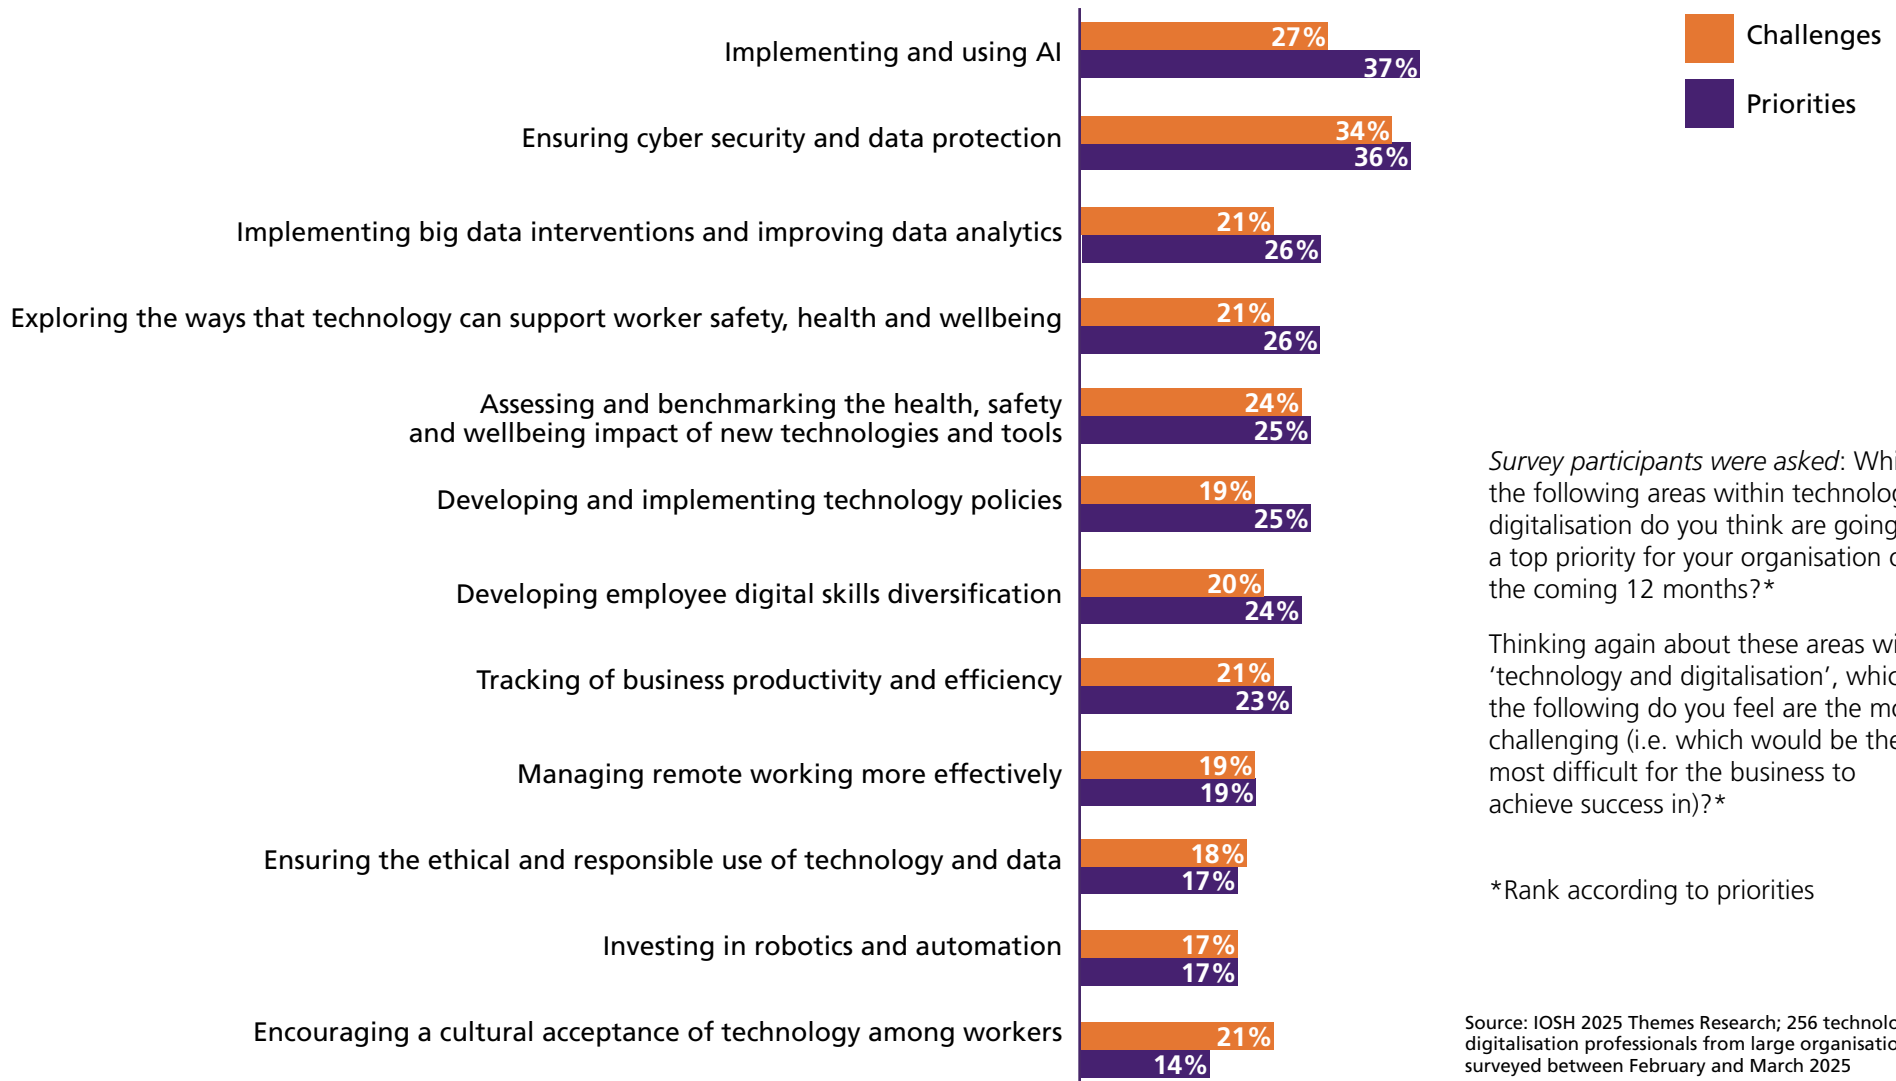 Implementing and using AI
27%
37%
Ensuring cyber security and data protection
34%
36%
Implementing big data interventions and improving data analytics
21%
26%
Exploring the ways that technology can support worker safety, health and wellbeing
21%
26%
Assessing and benchmarking the health, safety
and wellbeing impact of new technologies and tools
24%
25%
Developing and implementing technology policies
19%
25%
Developing employee digital skills diversification
20%
24%
Tracking of business productivity and efficiency
21%
23%
Managing remote working more effectively
19%
19%
Ensuring the ethical and responsible use of technology and data
18%
17%
Investing in robotics and automation
17%
17%
Encouraging a cultural acceptance of technology among workers
21%
14%
Challenges
Priorities
Survey participants were asked:
the following areas within
digitalisation do you think are going
a top priority for your organisation
the coming 12 months?*
Thinking again about these areas
‘technology and digitalisation’,
the following do you feel are the
challenging (i.e. which would be
most difficult for the business to
achieve success in)?*
*Rank according to priorities
Source: IOSH 2025 Themes Research; 256
digitalisation professionals from large
surveyed between February and March 2025